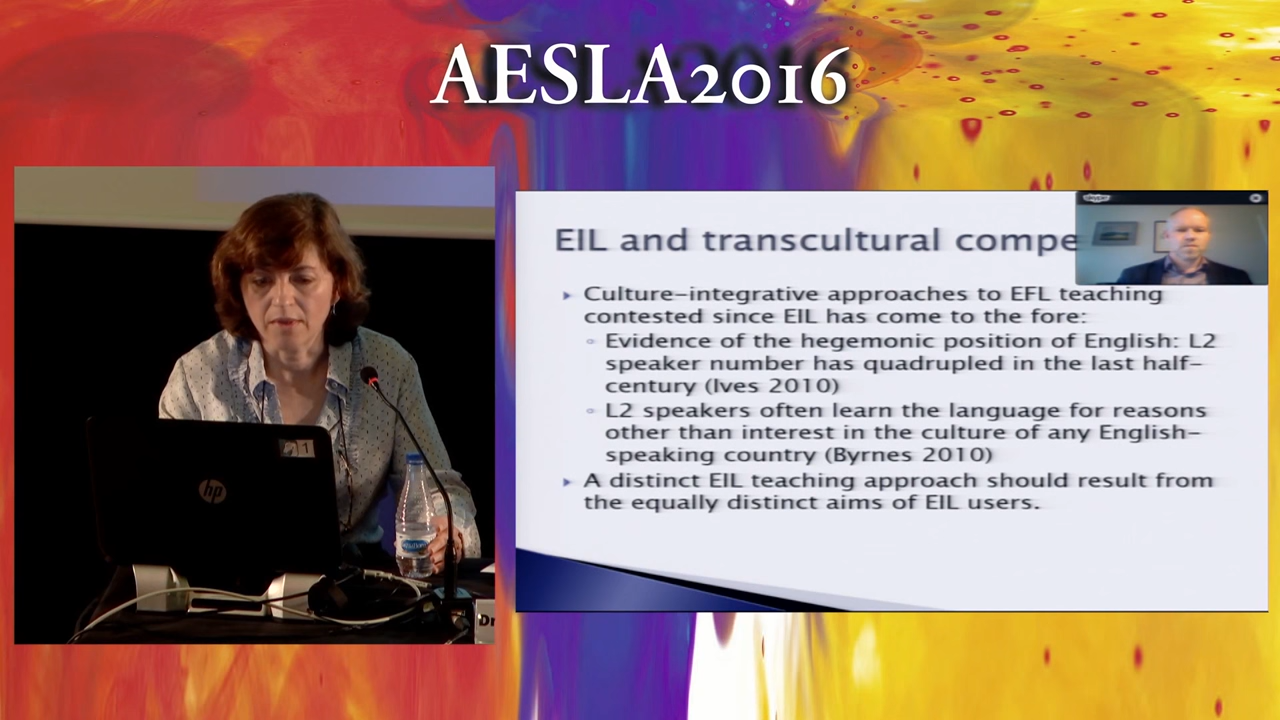 AESLA2016
EIL and transcultural compe
skype
Culture-integrative approaches to EFL teaching
contested since EIL has come to the fore:
Evidence of the hegemonic position of English: L2
speaker number has quadrupled in the last half-
century (Ives 2010)
L2 speakers often learn the language for reasons
other than interest in the culture of any English-
speaking country (Byrnes 2010)
A distinct EIL teaching approach should result from
the equally distinct aims of EIL users.
1
hp
Dr